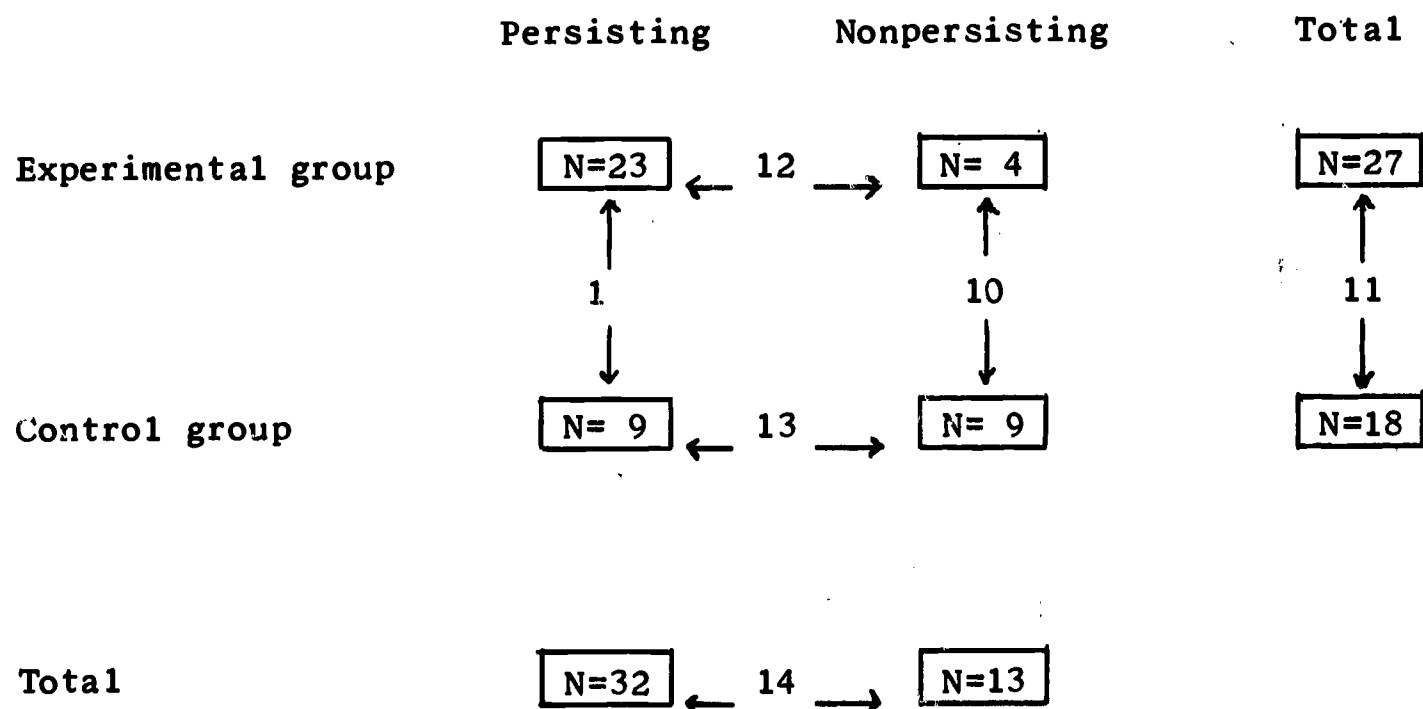 Persisting Nonpersisting Total
Experimental group N=23 12 N= 4 N=27
1 10 11
Control group N= 9 13 N= 9 N=18
Total N=32 14 N=13